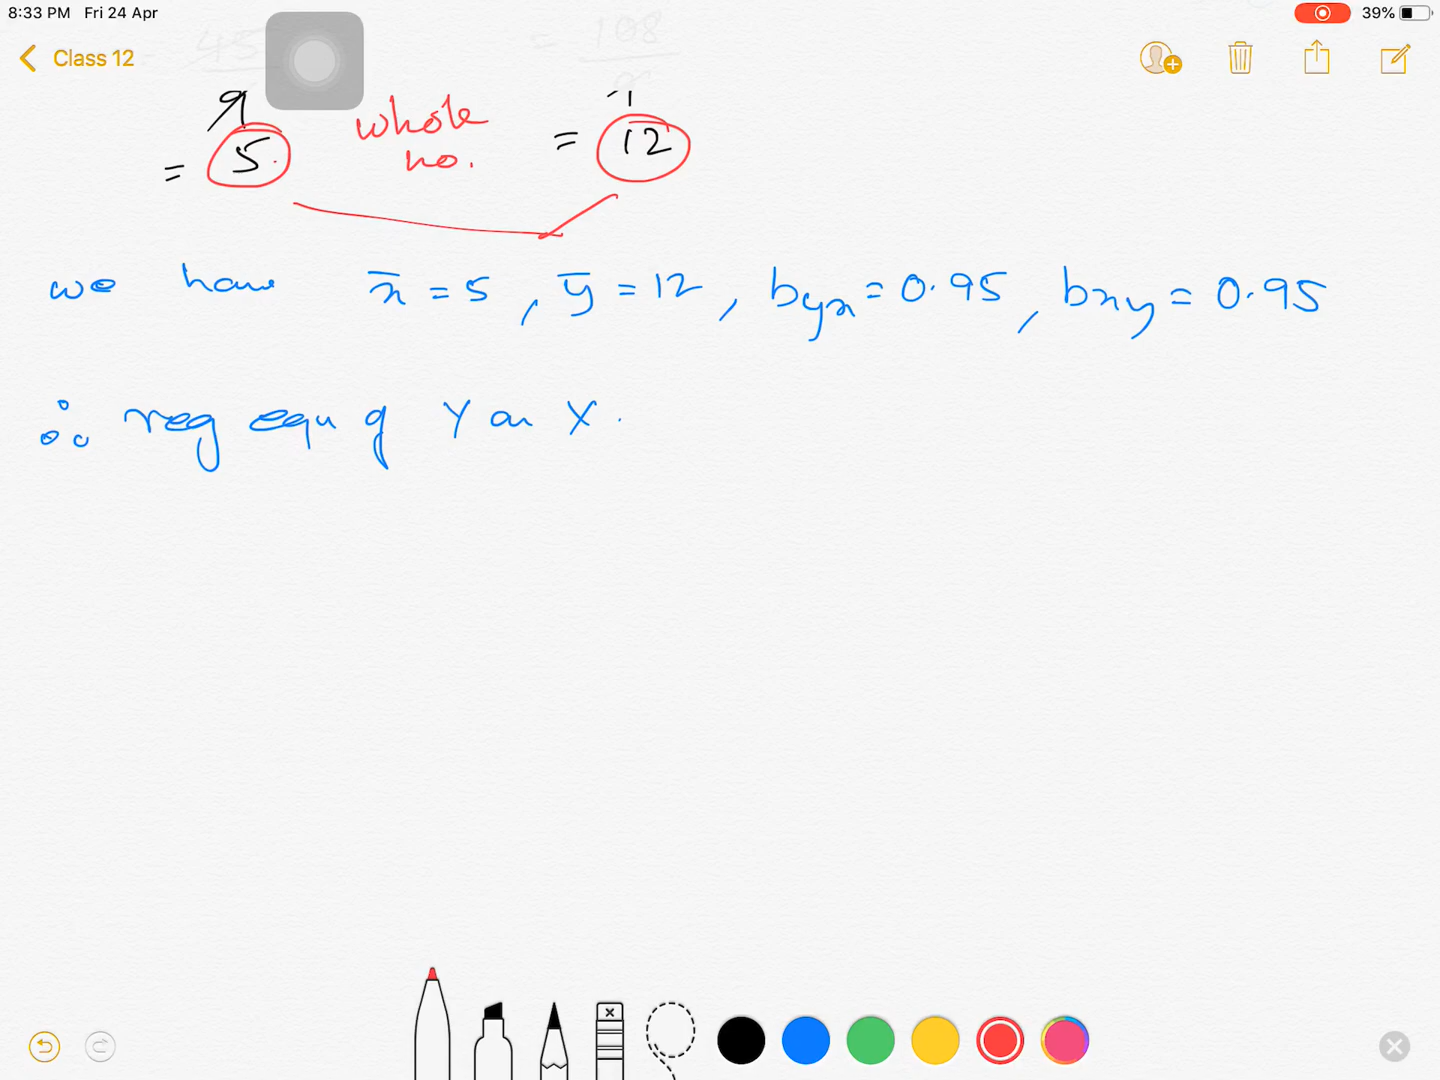 8:33 PM Fri 24 Apr 39%
Class 12
9
= 5 whole no. = 12
we have x̅ = 5, y̅ = 12, byx = 0.95, bxy = 0.95
∴ reg equ of Y on X.